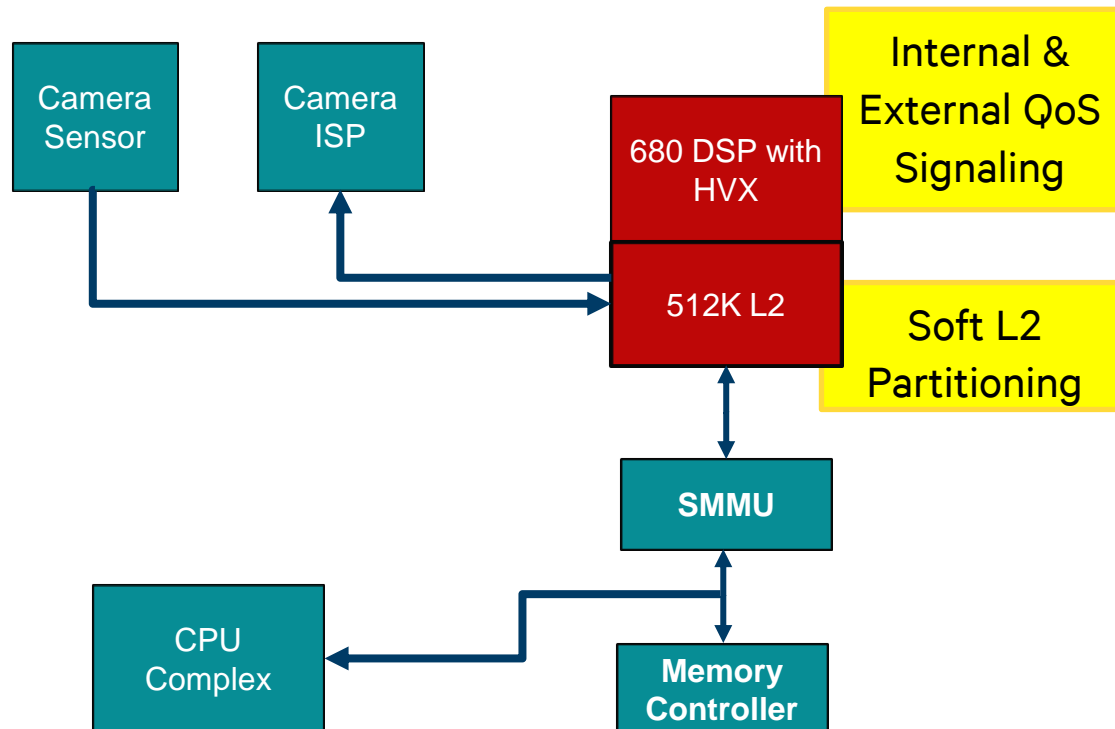 Camera
Sensor
Camera
ISP
680 DSP with
HVX
Internal &
External QoS
Signaling
512K L2
Soft L2
Partitioning
SMMU
CPU
Complex
Memory
Controller